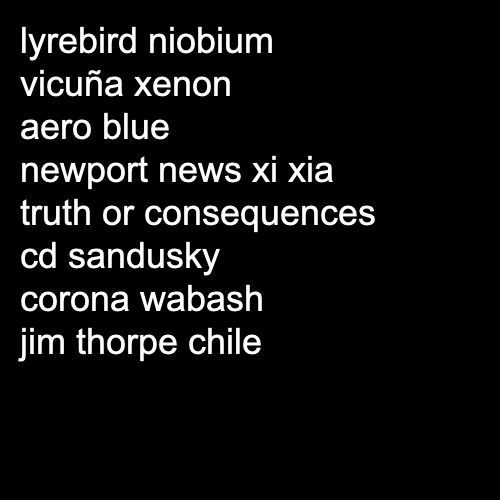 lyrebird niobium
vicuña xenon
aero blue
newport news xi xia
truth or consequences
cd sandusky
corona wabash
jim thorpe chile